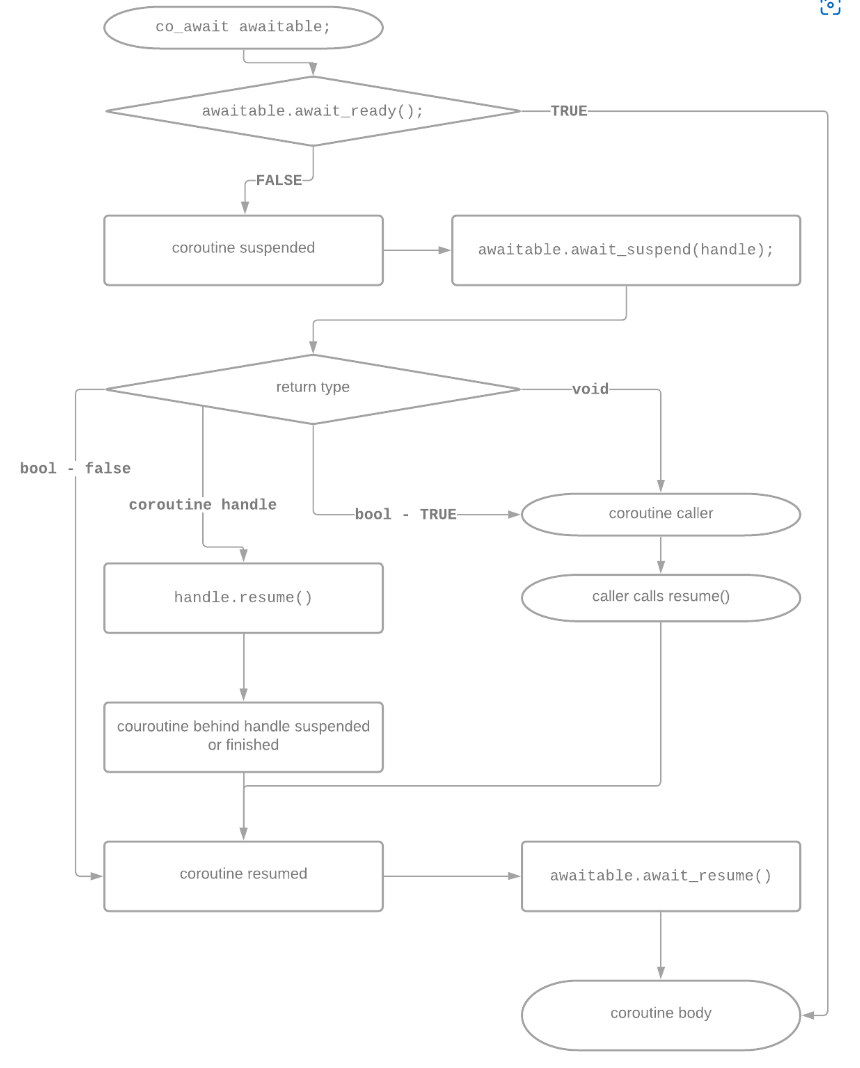 co_await awaitable;
awaitable.await_ready();
TRUE
FALSE
coroutine suspended
awaitable.await_suspend(handle);
return type
void
bool - false
coroutine handle
bool - TRUE
coroutine caller
handle.resume()
caller calls resume()
couroutine behind handle suspended
or finished
coroutine resumed
awaitable.await_resume()
coroutine body